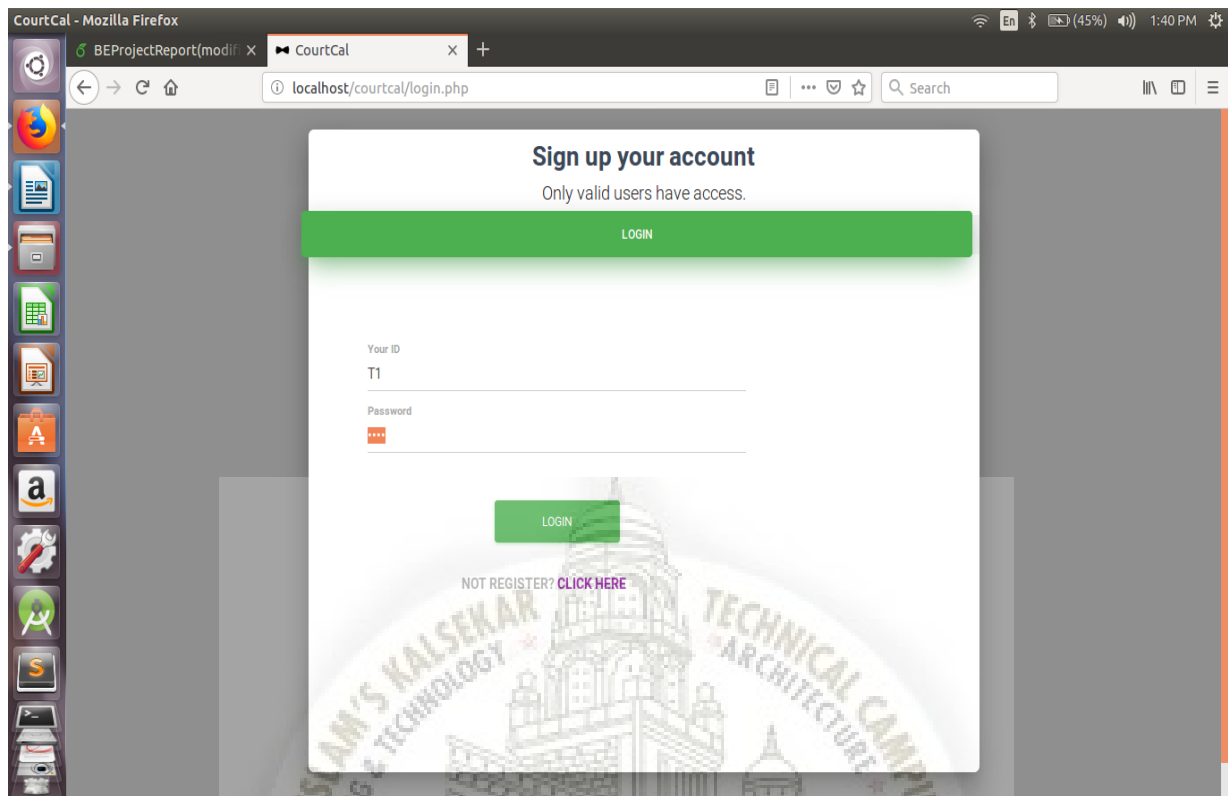 CourtCal - Mozilla Firefox
En (45%) 1:40 PM
BEProjectReport(modifi
CourtCal
localhost/courtcal/login.php
Search
Sign up your account
Only valid users have access.
LOGIN
Your ID
T1
Password
••••
LOGIN
NOT REGISTER? CLICK HERE
KALSEKAR TECHNICAL
TECHNOLOGY ARCHITECTURE